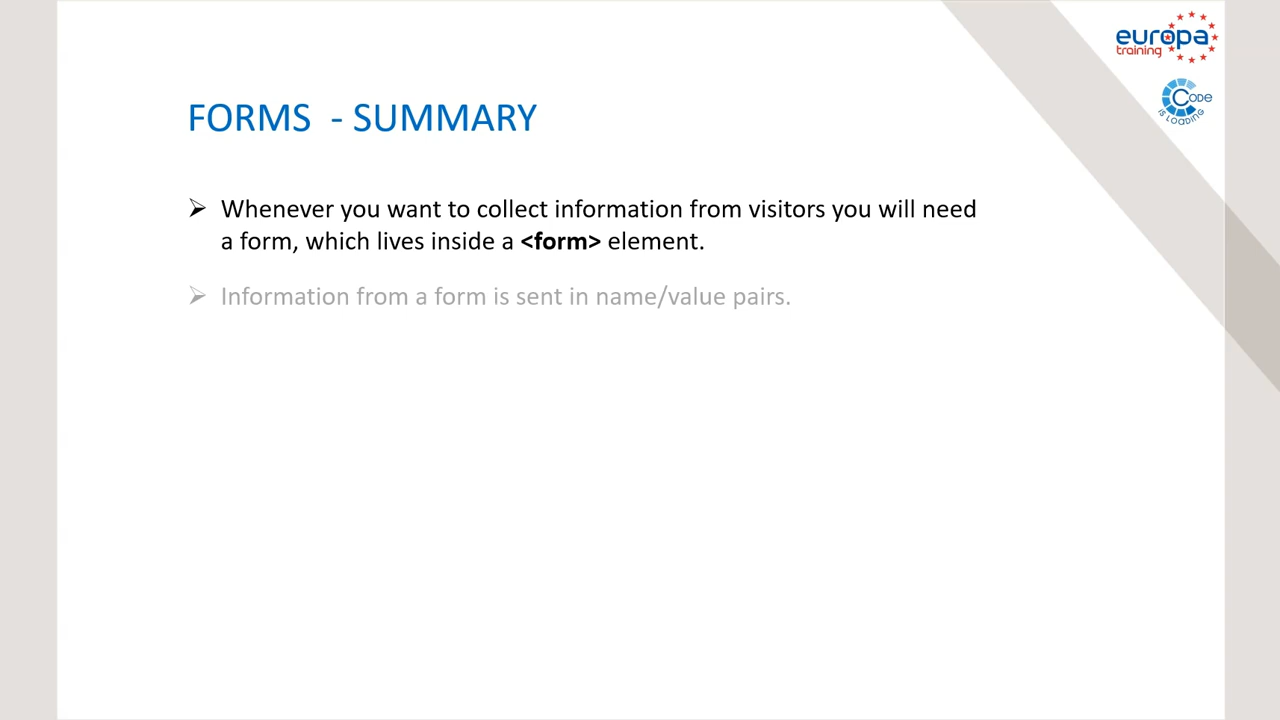 europa
training
CODE
IS LOADING
FORMS - SUMMARY
Whenever you want to collect information from visitors you will need
a form, which lives inside a <form> element.
Information from a form is sent in name/value pairs.